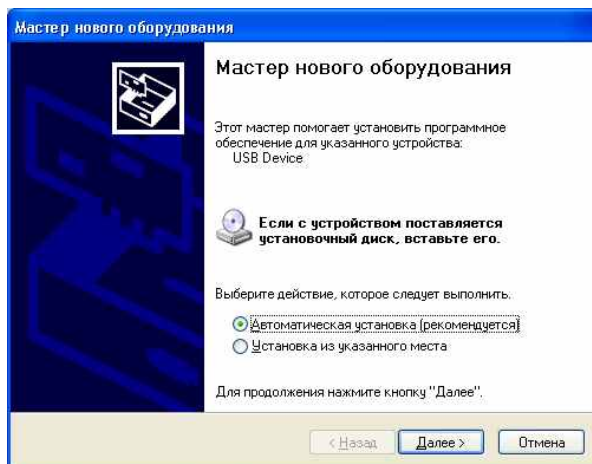 Мастер нового оборудования
Мастер нового оборудования
Этот мастер помогает установить программное
обеспечение для указанного устройства:
USB Device
Если с устройством поставляется
установочный диск, вставьте его.
Выберите действие, которое следует выполнить.
Автоматическая установка (рекомендуется)
Установка из указанного места
Для продолжения нажмите кнопку "Далее".
< Назад Далее > Отмена